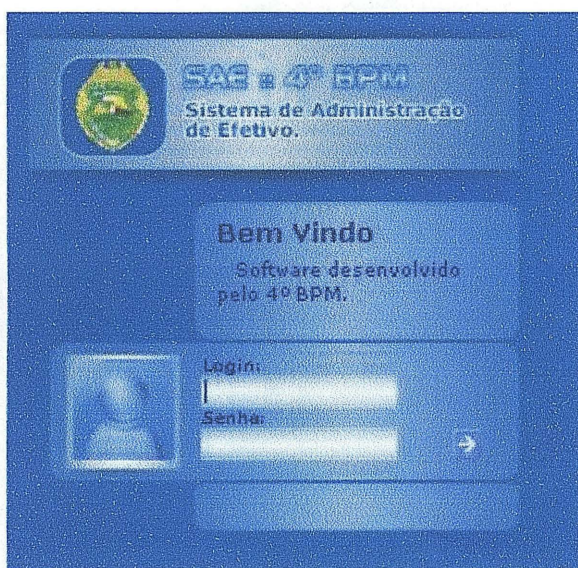 SAE : 4º BPM
Sistema de Administração
de Efetivo.
Bem Vindo
Software desenvolvido
pelo 4º BPM.
Login:
Senha: